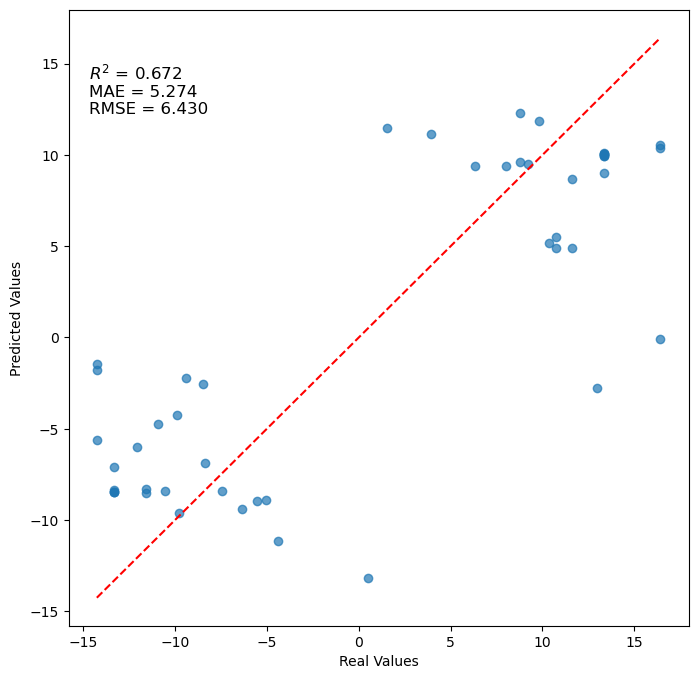 R² = 0.672
MAE = 5.274
RMSE = 6.430
15
10
5
0
−5
−10
−15
Predicted Values
−15 −10 −5 0 5 10 15
Real Values